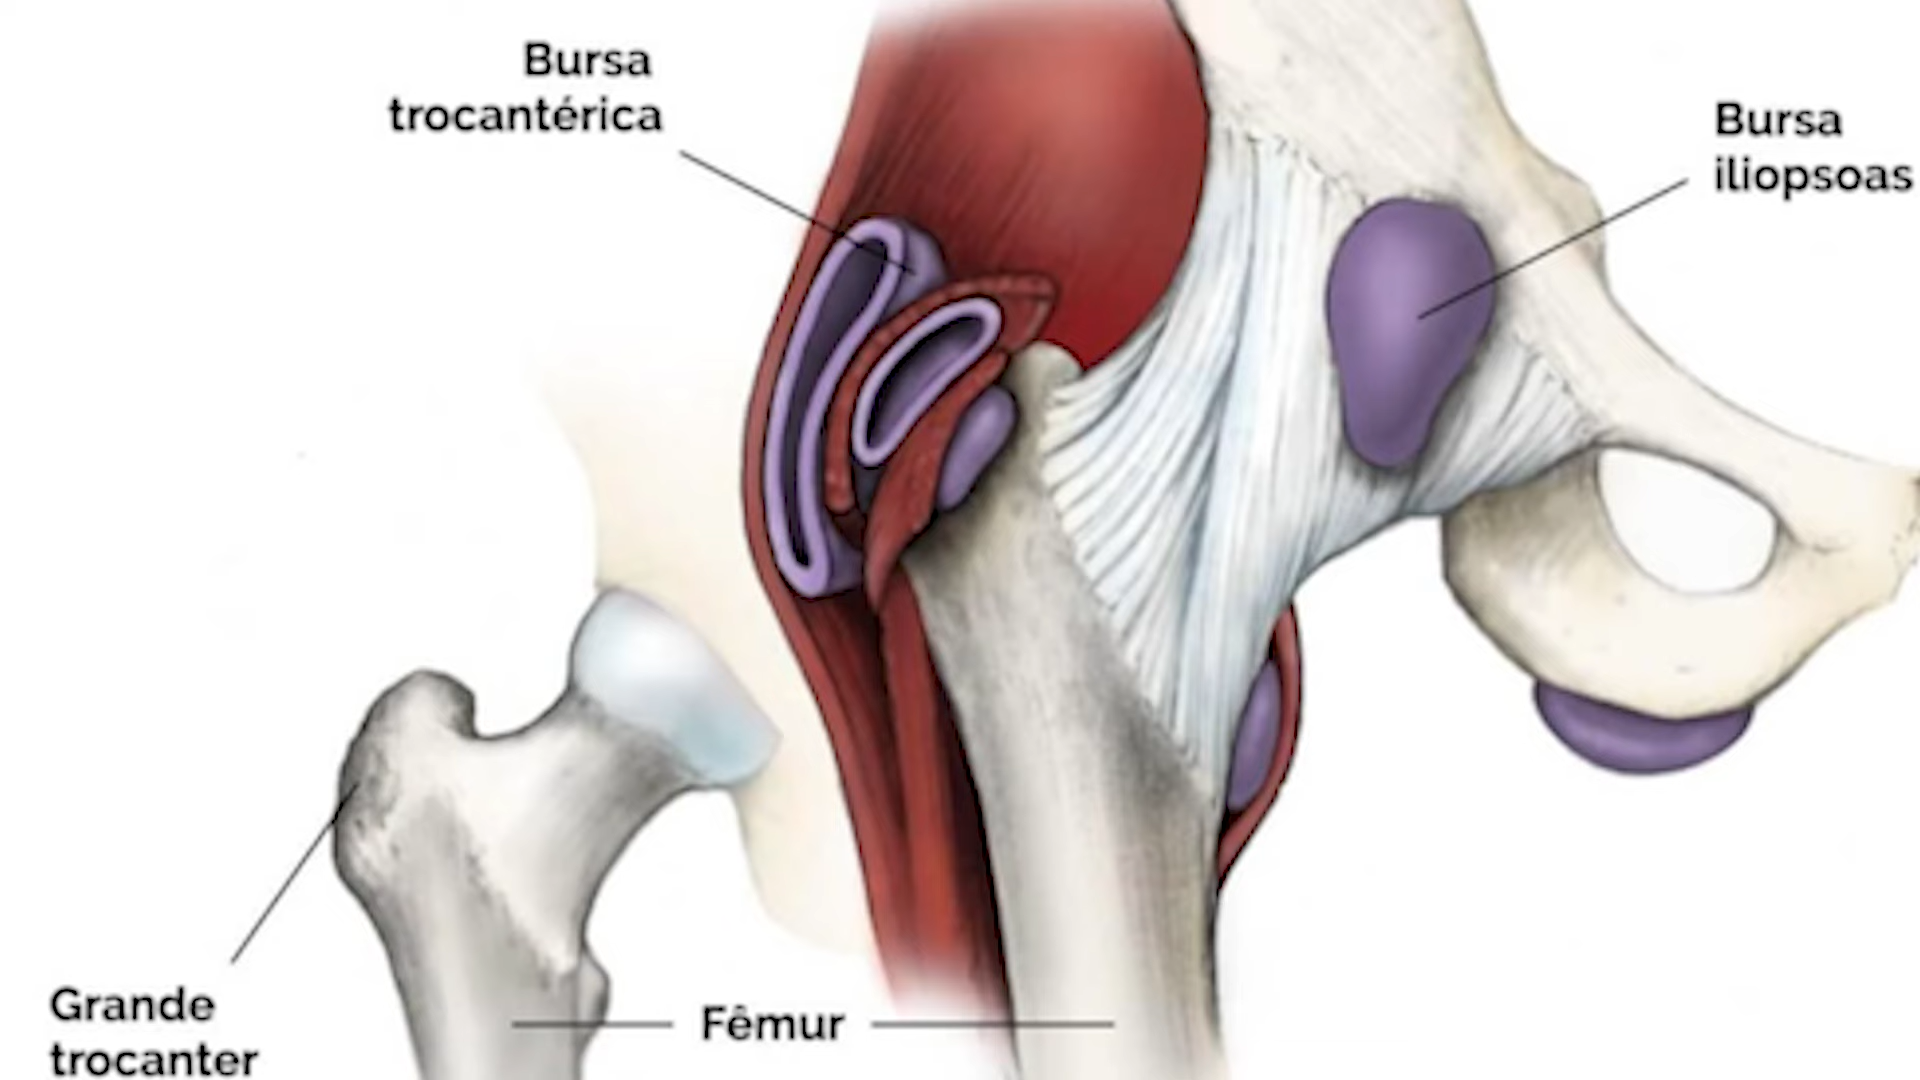 Bursa
trocantérica
Bursa
iliopsoas
Grande
trocanter
Fêmur